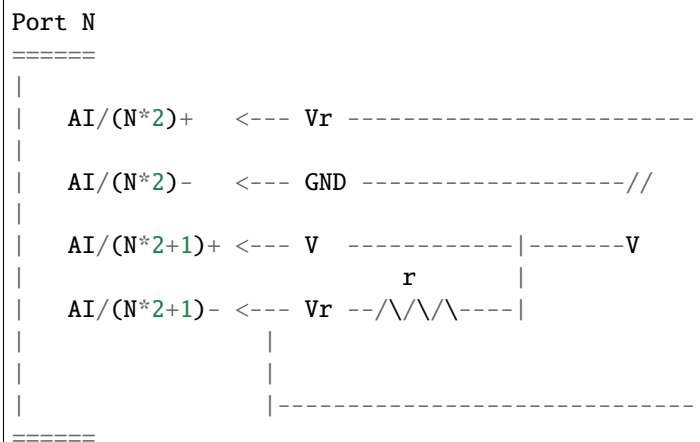 Port N
======
|
|   AI/(N*2)+   <--- Vr -------------------------
|
|   AI/(N*2)-   <--- GND -------------------//
|
|   AI/(N*2+1)+ <--- V  ------------|-------V
|                           r       |
|   AI/(N*2+1)- <--- Vr --/\/\/\----|
|                 |
|                 |
|                 |------------------------------
======